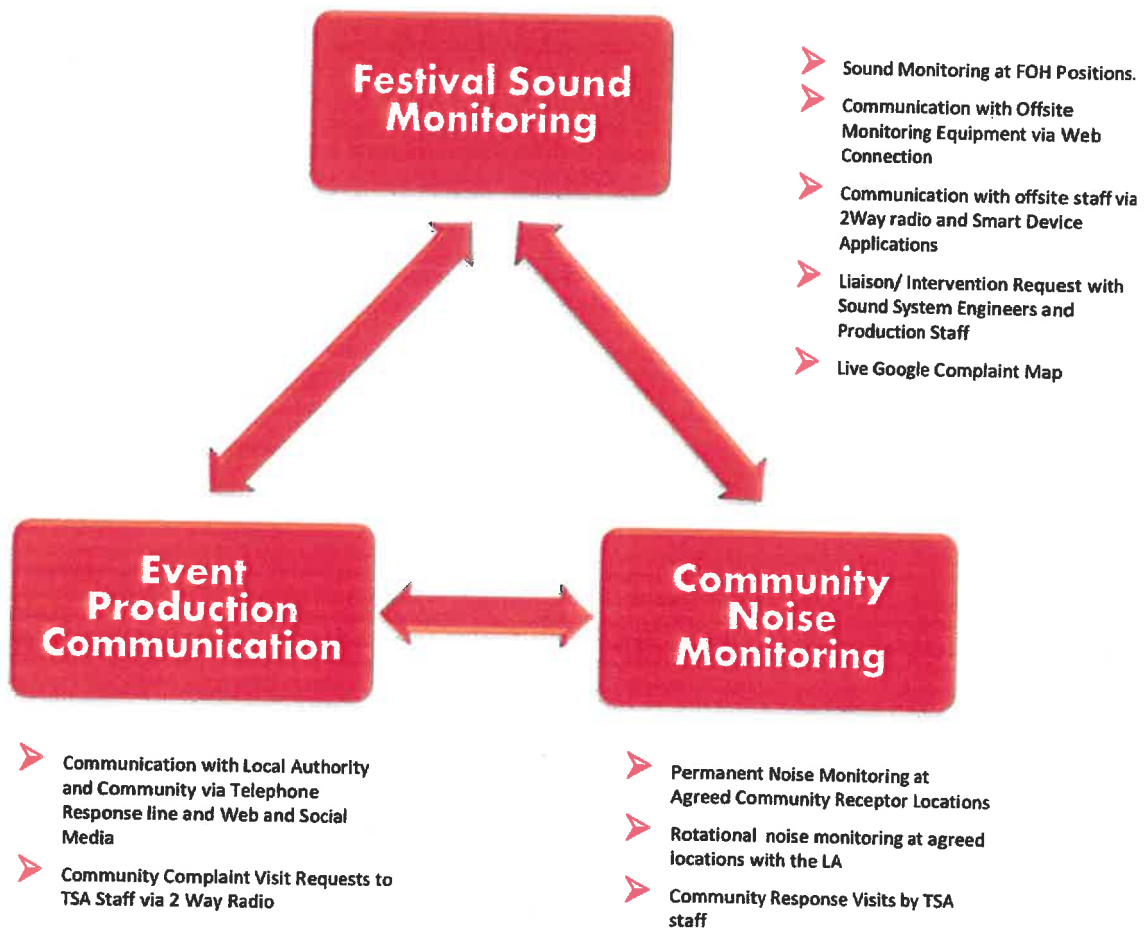 Festival Sound
Monitoring
Sound Monitoring at FOH Positions.
Communication with Offsite
Monitoring Equipment via Web
Connection
Communication with offsite staff via
2Way radio and Smart Device
Applications
Liaison/ Intervention Request with
Sound System Engineers and
Production Staff
Live Google Complaint Map
Event
Production
Communication
Community
Noise
Monitoring
Communication with Local Authority
and Community via Telephone
Response line and Web and Social
Media
Community Complaint Visit Requests to
TSA Staff via 2 Way Radio
Permanent Noise Monitoring at
Agreed Community Receptor Locations
Rotational noise monitoring at agreed
locations with the LA
Community Response Visits by TSA
staff